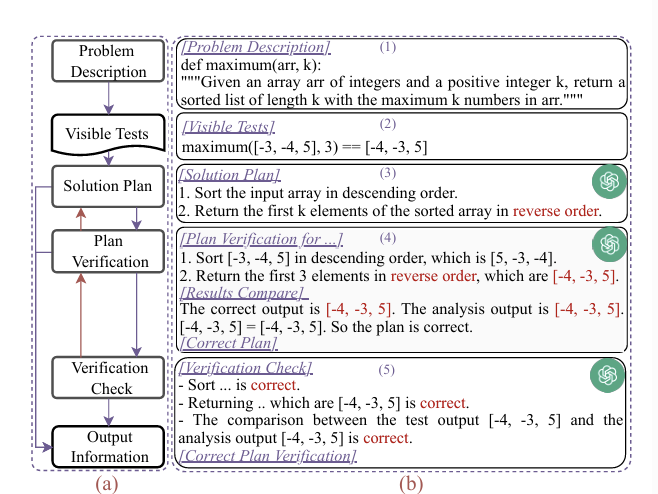 Problem
Description
Visible Tests
Solution Plan
Plan
Verification
Verification
Check
Output
Information
(a)
[Problem Description] (1)
def maximum(arr, k):
"""Given an array arr of integers and a positive integer k, return a
sorted list of length k with the maximum k numbers in arr."""
[Visible Tests] (2)
maximum([-3, -4, 5], 3) == [-4, -3, 5]
[Solution Plan] (3)
1. Sort the input array in descending order.
2. Return the first k elements of the sorted array in reverse order.
[Plan Verification for ...] (4)
1. Sort [-3, -4, 5] in descending order, which is [5, -3, -4].
2. Return the first 3 elements in reverse order, which are [-4, -3, 5].
[Results Compare]
The correct output is [-4, -3, 5]. The analysis output is [-4, -3, 5].
[-4, -3, 5] = [-4, -3, 5]. So the plan is correct.
[Correct Plan]
[Verification Check] (5)
- Sort ... is correct.
- Returning .. which are [-4, -3, 5] is correct.
- The comparison between the test output [-4, -3, 5] and the
analysis output [-4, -3, 5] is correct.
[Correct Plan Verification]
(b)